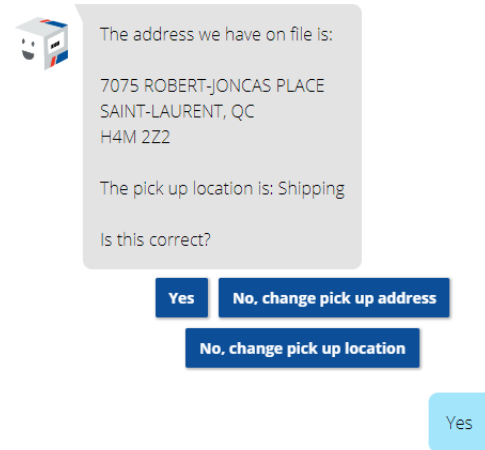 The address we have on file is:
7075 ROBERT-JONCAS PLACE
SAINT-LAURENT, QC
H4M 2Z2
The pick up location is: Shipping
Is this correct?
Yes
No, change pick up address
No, change pick up location
Yes